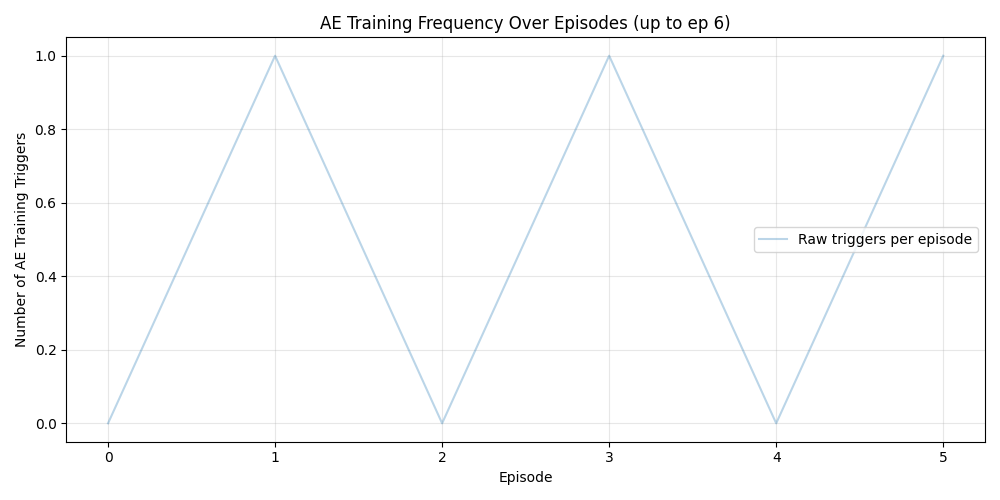 AE Training Frequency Over Episodes (up to ep 6)
Number of AE Training Triggers
1.0
0.8
0.6
0.4
0.2
0.0
Raw triggers per episode
0 1 2 3 4 5
Episode